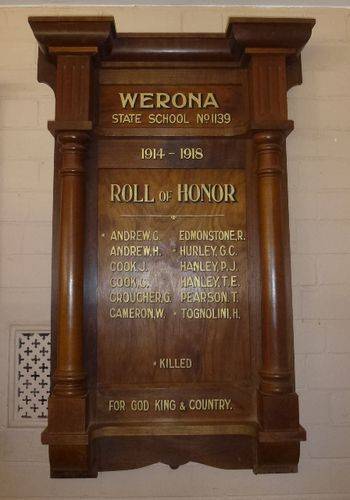 WERONA
STATE SCHOOL No 1139
1914 - 1918
ROLL OF HONOR
* ANDREW, G. EDMONSTONE, R.
ANDREW, H. * HURLEY, G.C.
COOK, J. HANLEY, P.J.
COOK, C. HANLEY, T.E.
CROUCHER, G. PEARSON. T.
CAMERON, W. * TOGNOLINI, H.
* KILLED
FOR GOD KING & COUNTRY.